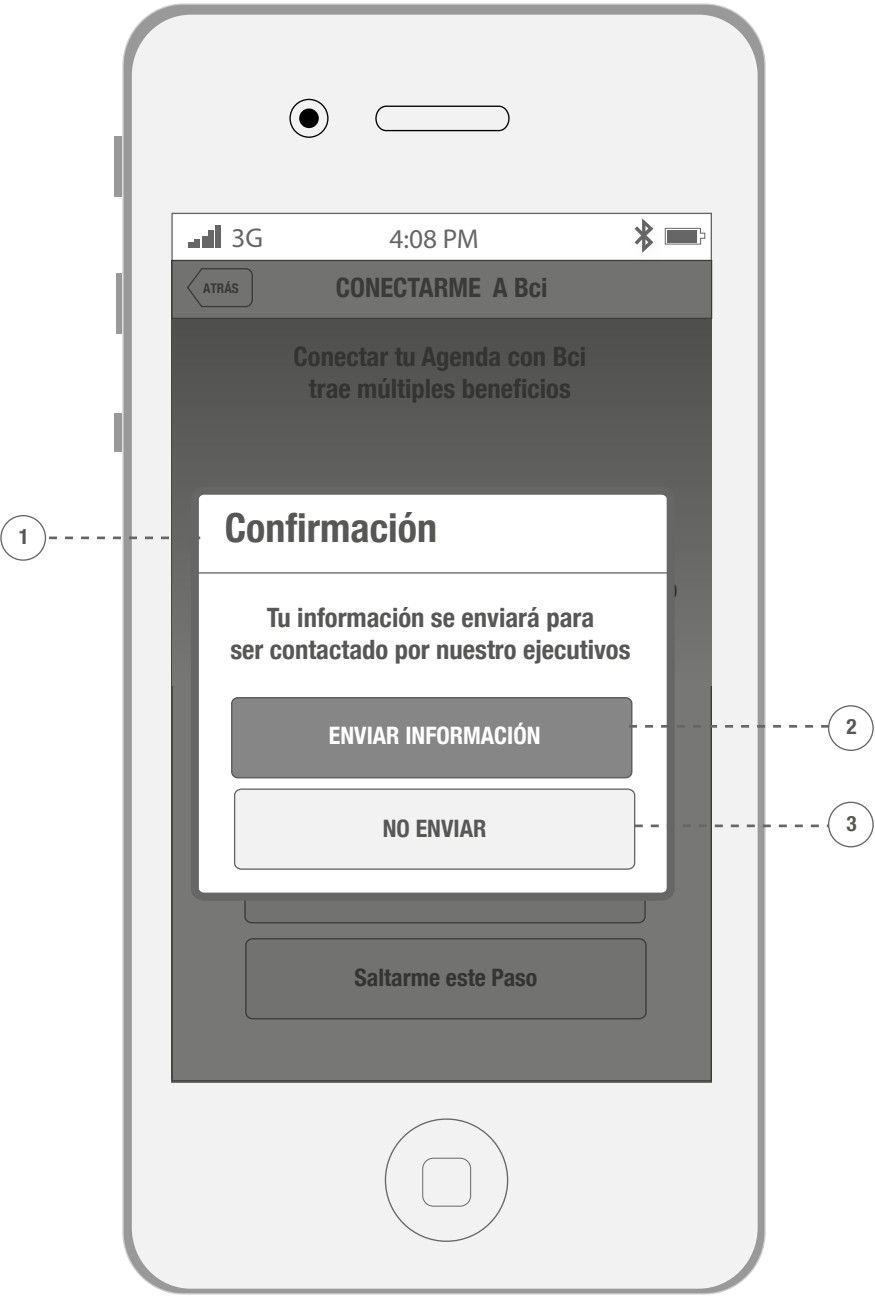 3G 4:08 PM
ATRÁS CONECTARME A Bci
Conectar tu Agenda con Bci
trae múltiples beneficios
1
Confirmación
Tu información se enviará para
ser contactado por nuestro ejecutivos
ENVIAR INFORMACIÓN
2
NO ENVIAR
3
Saltarme este Paso